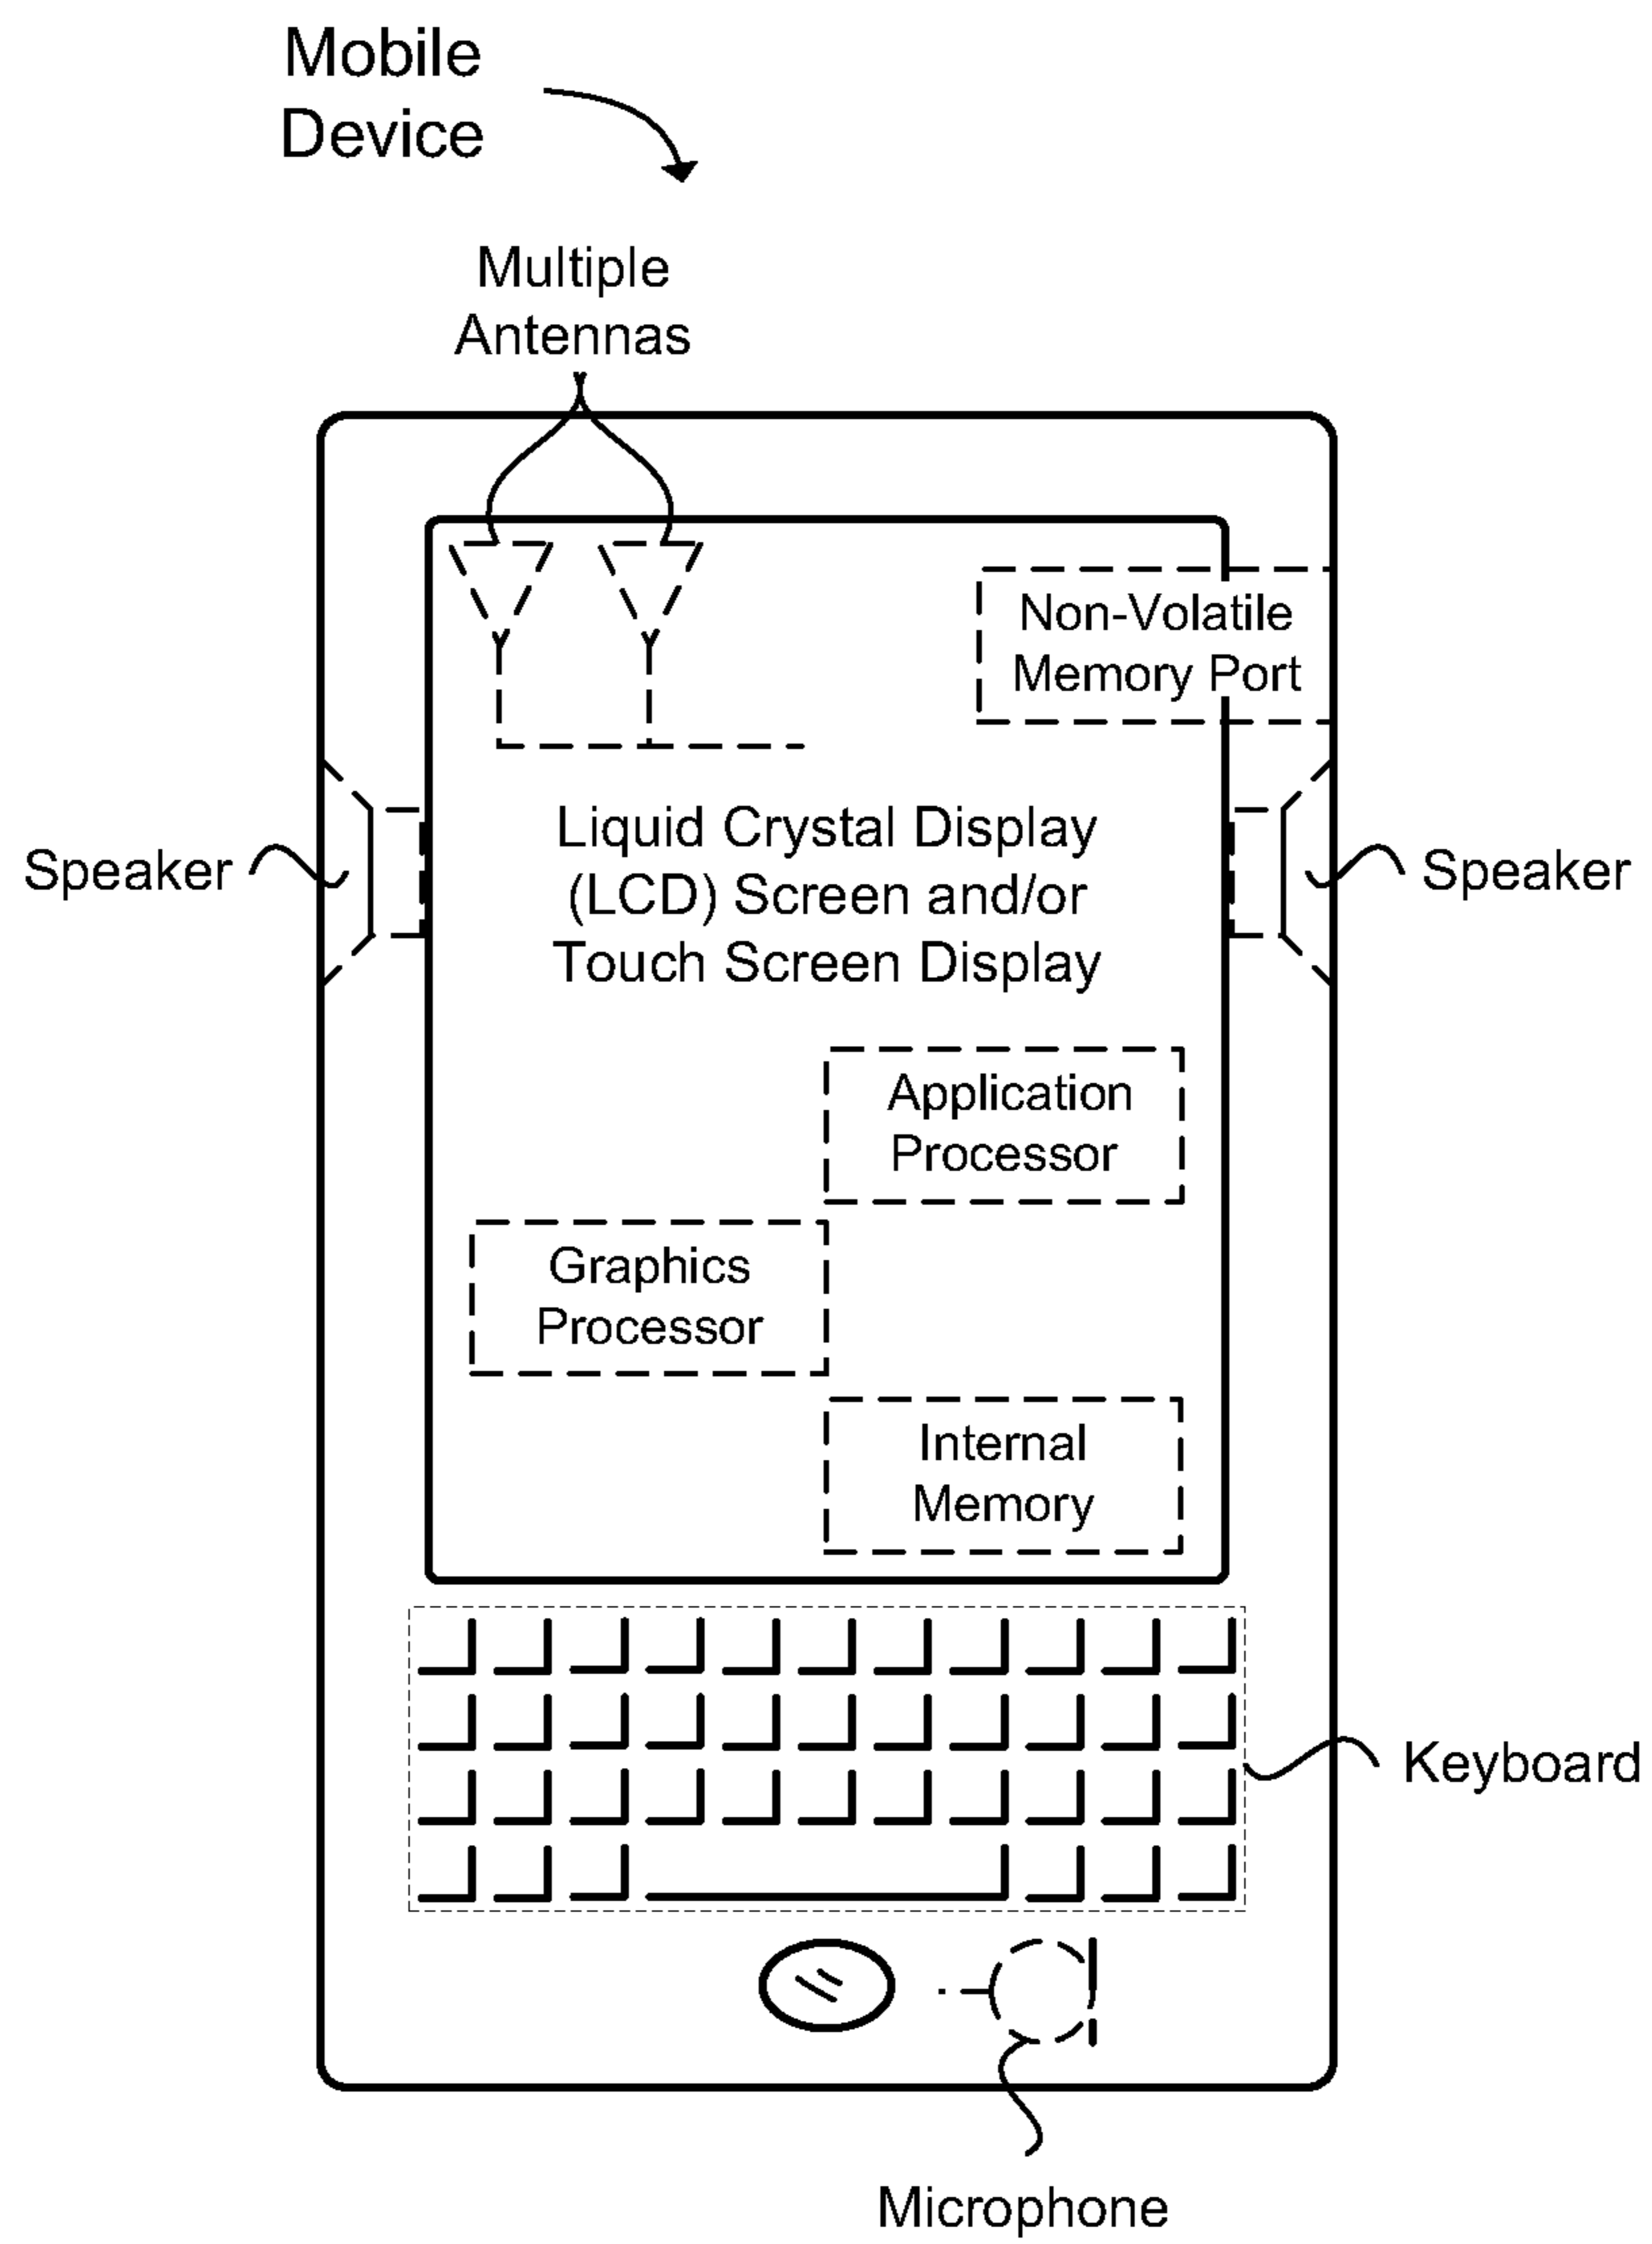 Mobile
Device
Multiple
Antennas
Non-Volatile
Memory Port
Liquid Crystal Display
(LCD) Screen and/or
Touch Screen Display
Speaker
Speaker
Application
Processor
Graphics
Processor
Internal
Memory
Keyboard
Microphone